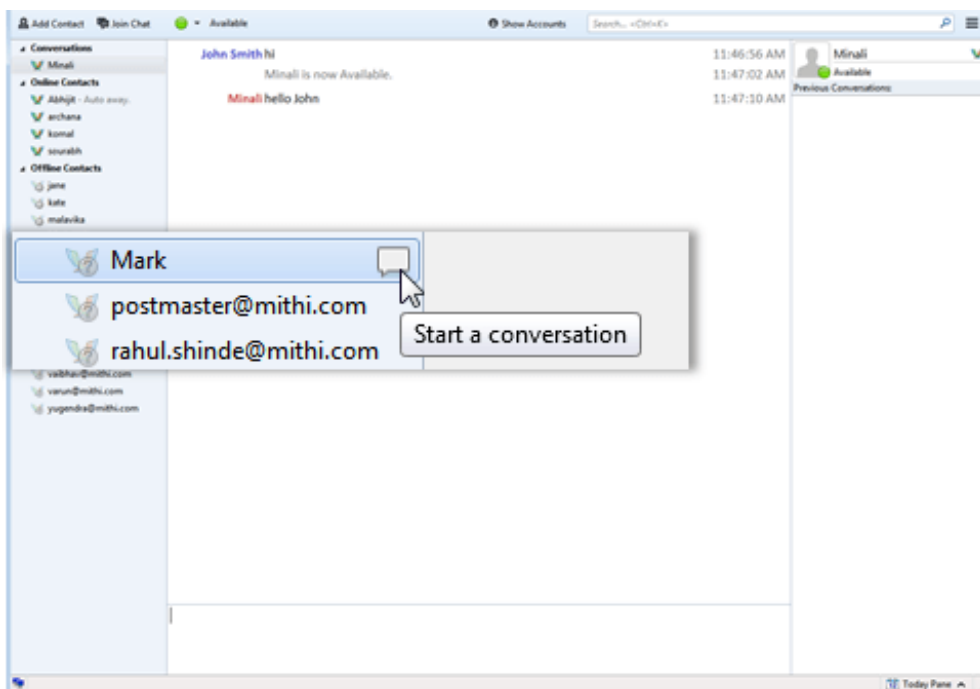 Add Contact Join Chat Available Show Accounts Search... <Ctrl+K>
Conversations
Minali
Online Contacts
Abhijit - Auto away.
archana
komal
sourabh
Offline Contacts
jane
kate
malavika
Mark
postmaster@mithi.com
rahul.shinde@mithi.com
Start a conversation
vaibhav@mithi.com
varun@mithi.com
yugendra@mithi.com
John Smith hi 11:46:56 AM
Minali is now Available. 11:47:02 AM
Minali hello John 11:47:10 AM
Minali
Available
Previous Conversations:
Today Pane